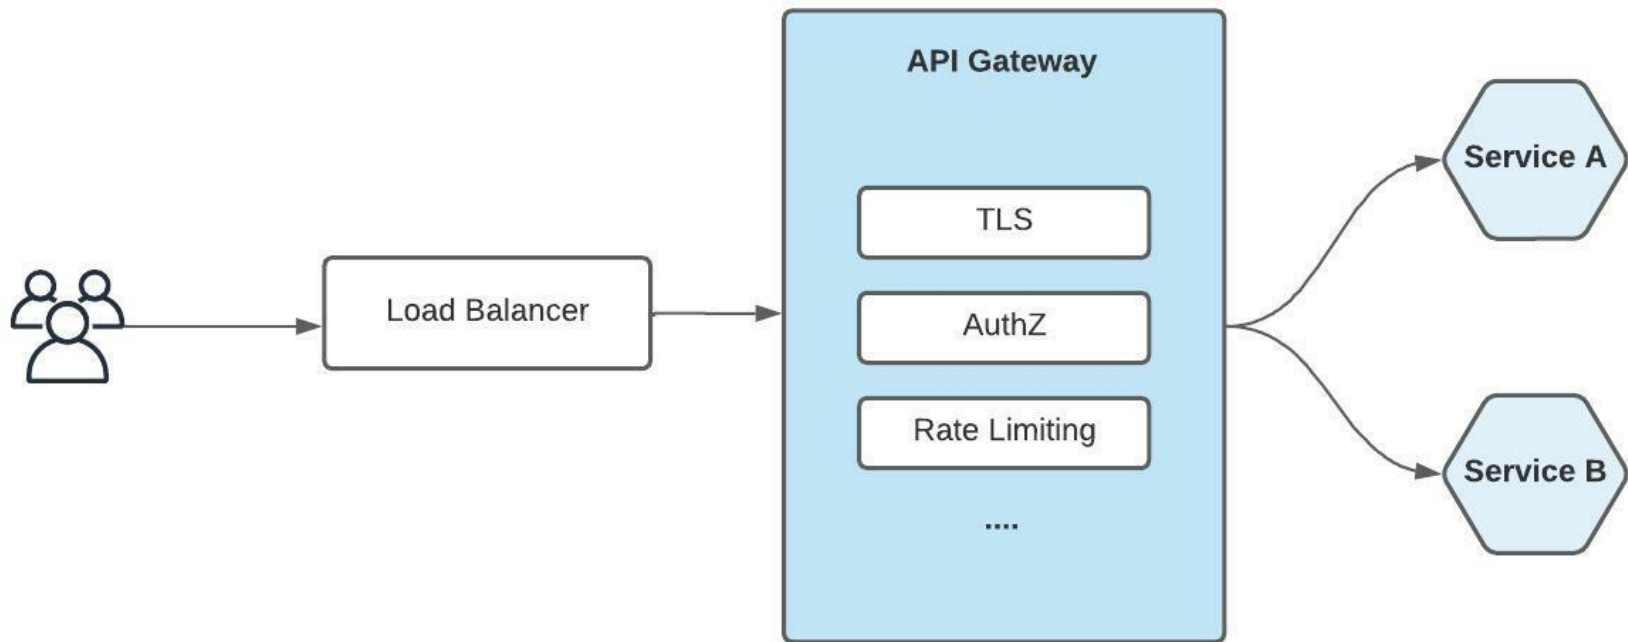 API Gateway
TLS
Load Balancer
AuthZ
Rate Limiting
....
Service A
Service B